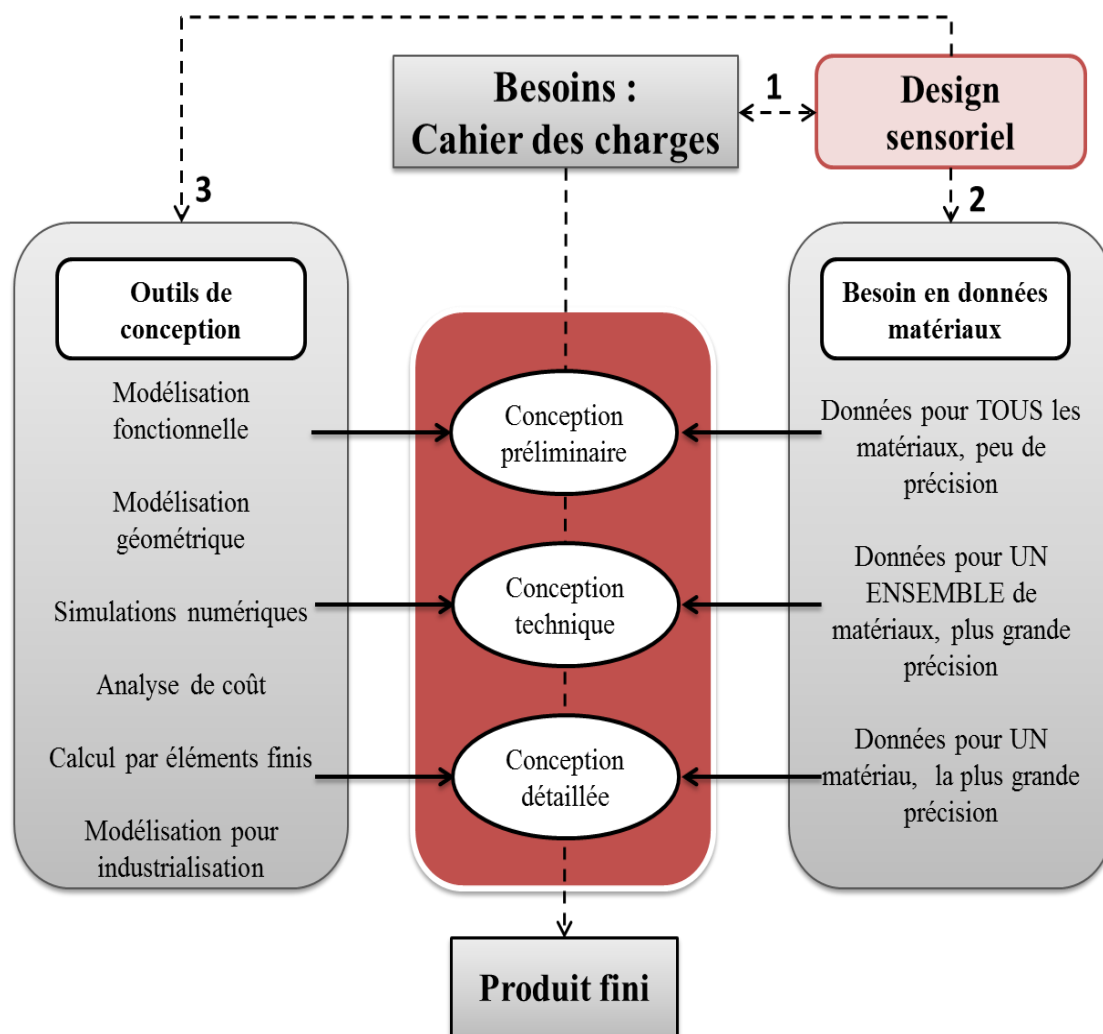 Besoins :
Cahier des charges
1
Design
sensoriel
3
2
Outils de
conception
Modélisation
fonctionnelle
Modélisation
géométrique
Simulations numériques
Analyse de coût
Calcul par éléments finis
Modélisation pour
industrialisation
Conception
préliminaire
Conception
technique
Conception
détaillée
Besoin en données
matériaux
Données pour TOUS les
matériaux, peu de
précision
Données pour UN
ENSEMBLE de
matériaux, plus grande
précision
Données pour UN
matériau, la plus grande
précision
Produit fini